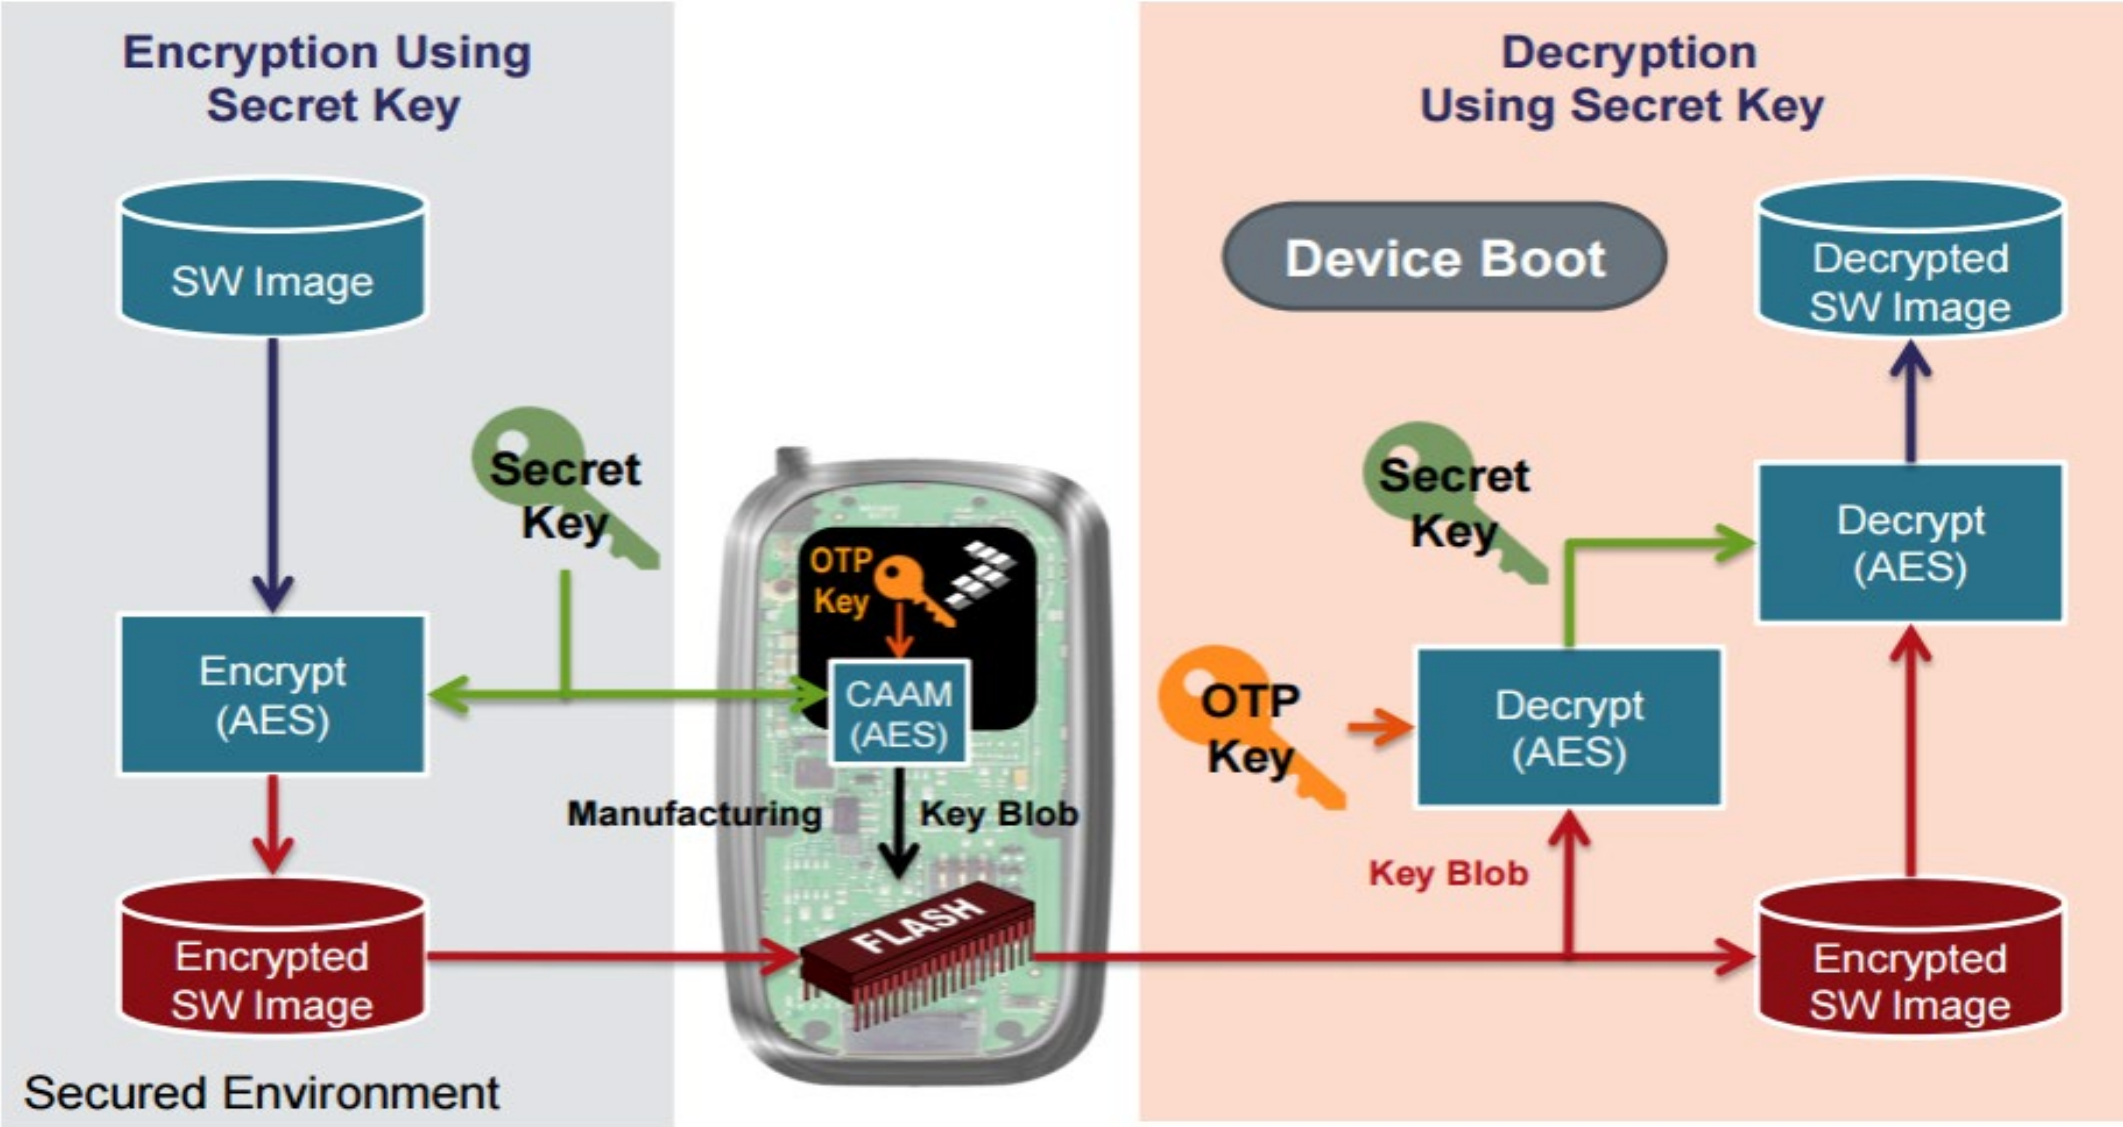 Encryption Using
Secret Key
SW Image
Secret
Key
Encrypt
(AES)
Encrypted
SW Image
Secured Environment
OTP
Key
CAAM
(AES)
Manufacturing
Key Blob
FLASH
Decryption
Using Secret Key
Device Boot
Decrypted
SW Image
Secret
Key
Decrypt
(AES)
OTP
Key
Decrypt
(AES)
Key Blob
Encrypted
SW Image